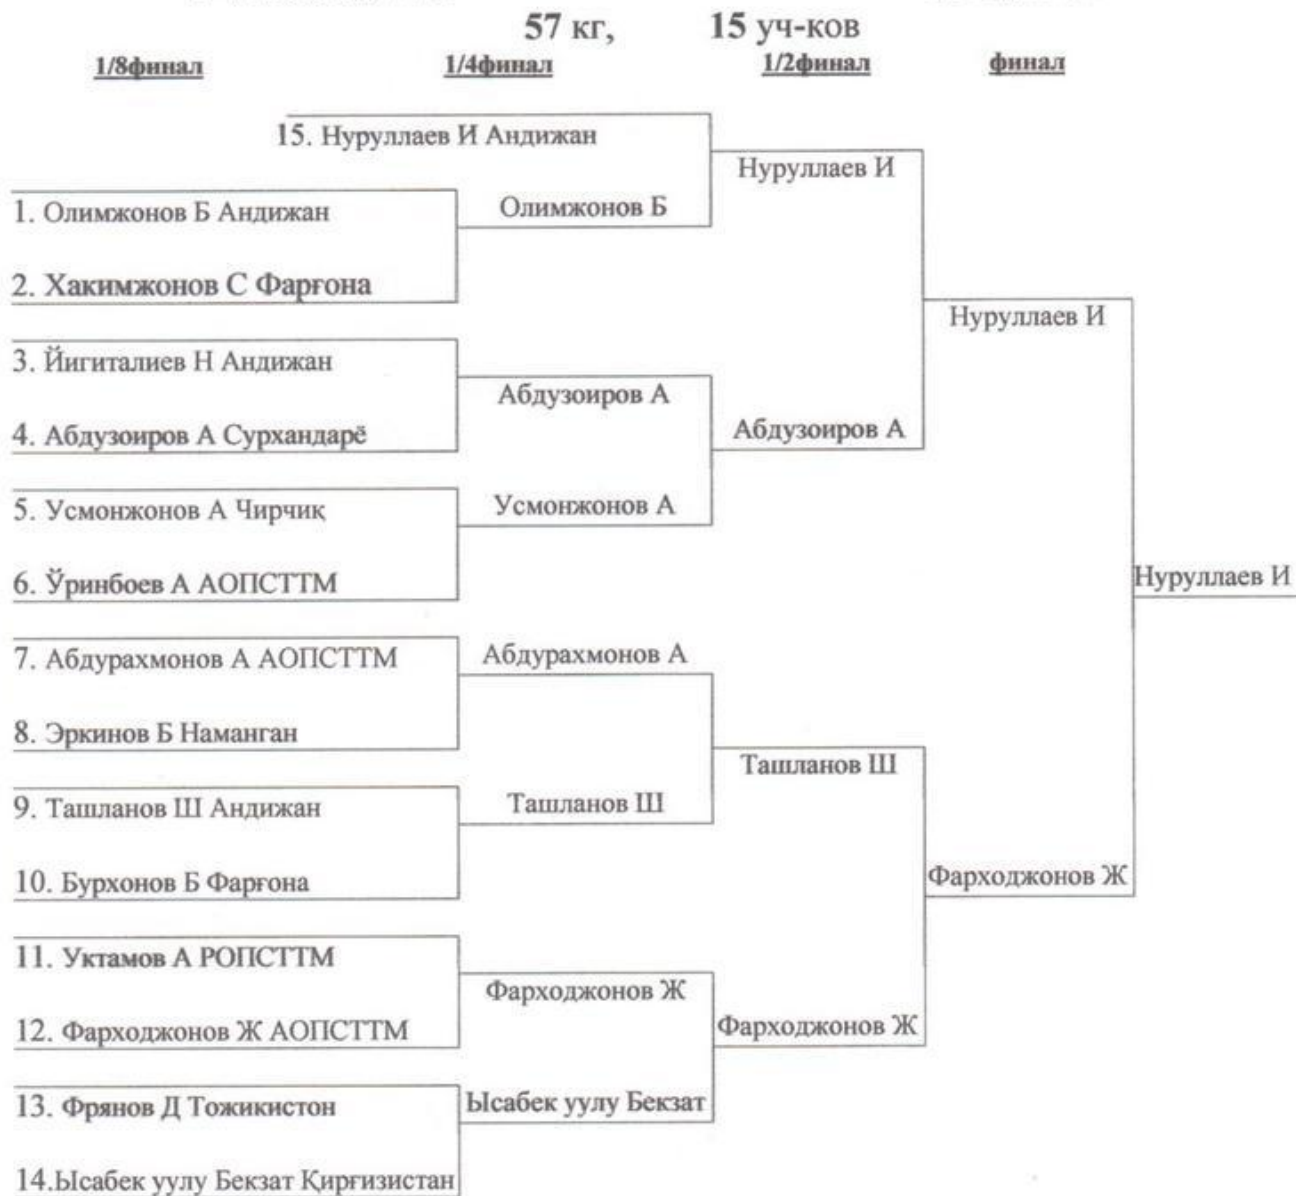 57 кг, 15 уч-ков
1/8финал 1/4финал 1/2финал финал
15. Нуруллаев И Андижан
Нуруллаев И
1. Олимжонов Б Андижан
Олимжонов Б
2. Хакимжонов С Фарғона
Нуруллаев И
3. Йигиталиев Н Андижан
Абдузоиров А
4. Абдузоиров А Сурхандарё
Абдузоиров А
5. Усмонжонов А Чирчиқ
Усмонжонов А
6. Ўринбоев А АОПСТТМ
Нуруллаев И
7. Абдурахмонов А АОПСТТМ
Абдурахмонов А
8. Эркинов Б Наманган
Ташланов Ш
9. Ташланов Ш Андижан
Ташланов Ш
10. Бурхонов Б Фарғона
Фарходжонов Ж
11. Уктамов А РОПСТТМ
Фарходжонов Ж
12. Фарходжонов Ж АОПСТТМ
Фарходжонов Ж
13. Фрянов Д Тожикистон
Ысабек уулу Бекзат
14.Ысабек уулу Бекзат Қирғизистан